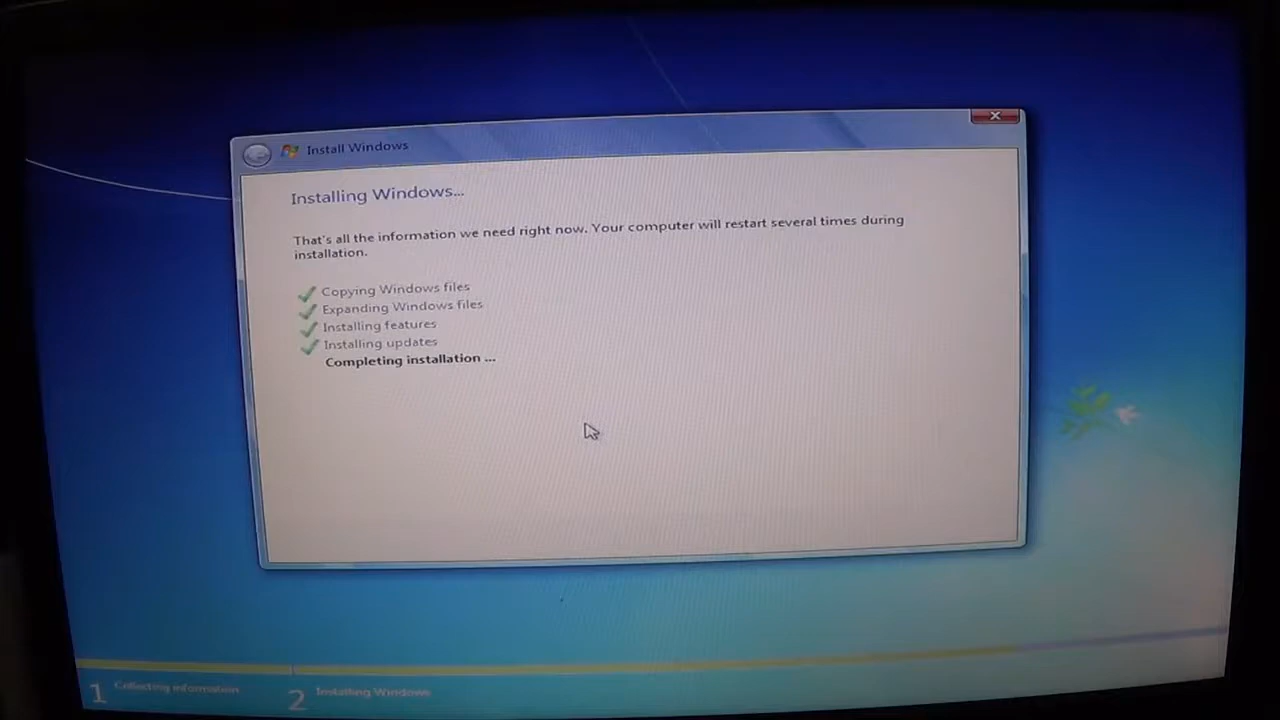 Install Windows
Installing Windows...
That's all the information we need right now. Your computer will restart several times during
installation.
Copying Windows files
Expanding Windows files
Installing features
Installing updates
Completing installation ...
1 Collecting information
2 Installing Windows